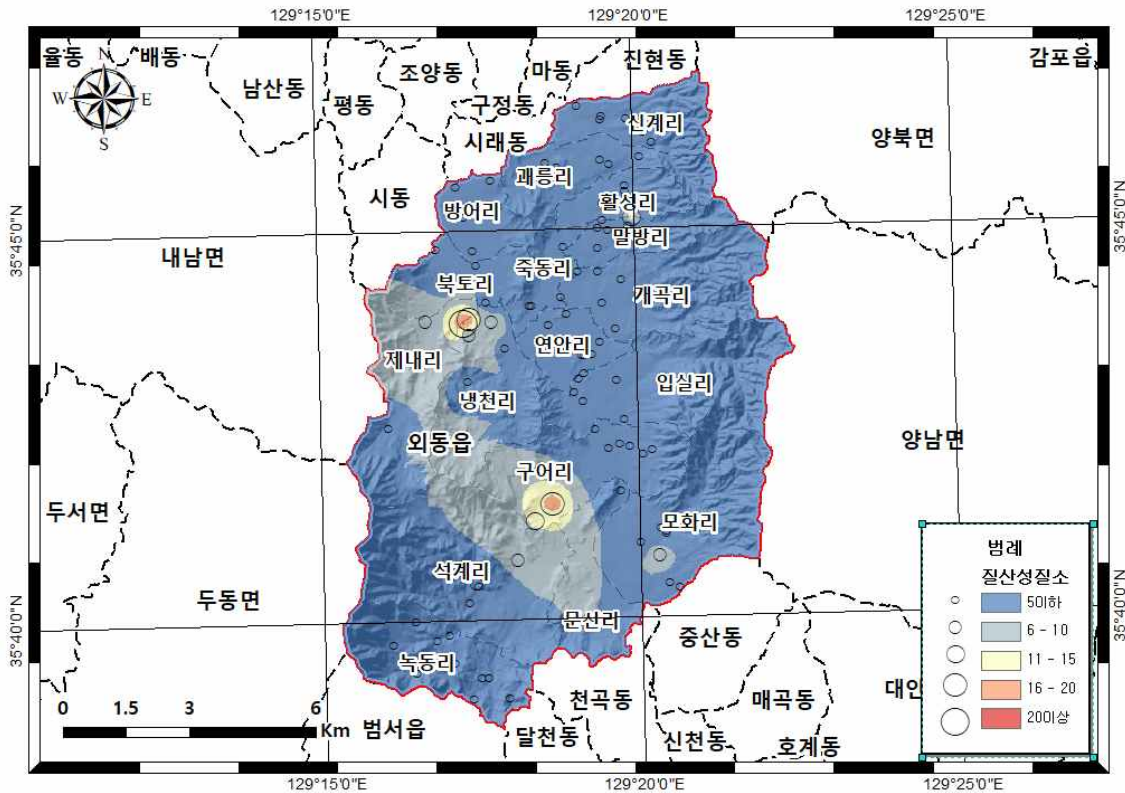 129°15'0"E
129°20'0"E
129°25'0"E
율동
배동
남산동
평동
조양동
구정동
마동
진현동
감포읍
N
W
E
S
시래동
신계리
양북면
괘릉리
시동
방어리
활성리
말방리
35°45'0"N
35°45'0"N
내남면
죽동리
북토리
개곡리
연안리
제내리
입실리
냉천리
외동읍
양남면
구어리
두서면
모화리
석계리
두동면
문산리
35°40'0"N
35°40'0"N
중산동
녹동리
천곡동
매곡동
대안
범서읍
달천동
신천동
호계동
0
1.5
3
6
Km
범례
질산성질소
5이하
6 - 10
11 - 15
16 - 20
20이상
129°15'0"E
129°20'0"E
129°25'0"E